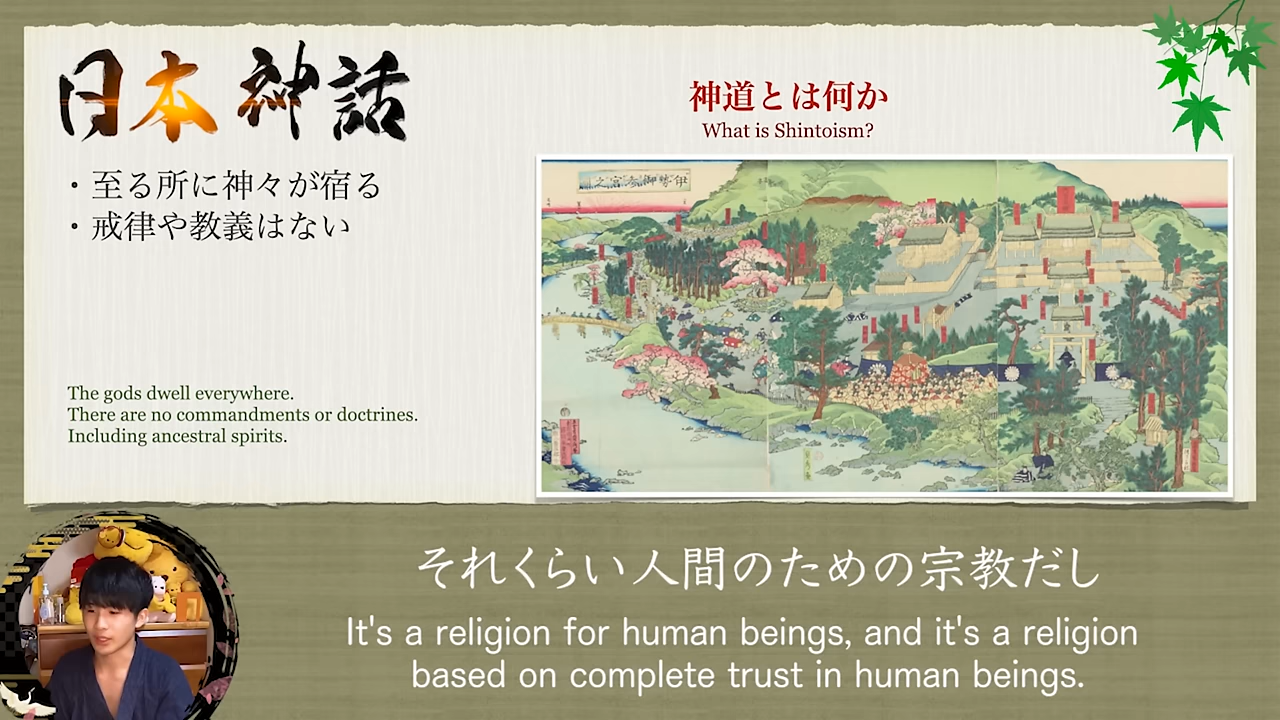 日本神話
・至る所に神々が宿る
・戒律や教義はない
The gods dwell everywhere.
There are no commandments or doctrines.
Including ancestral spirits.
神道とは何か
What is Shintoism?
それくらい人間のための宗教だし
It's a religion for human beings, and it's a religion
based on complete trust in human beings.